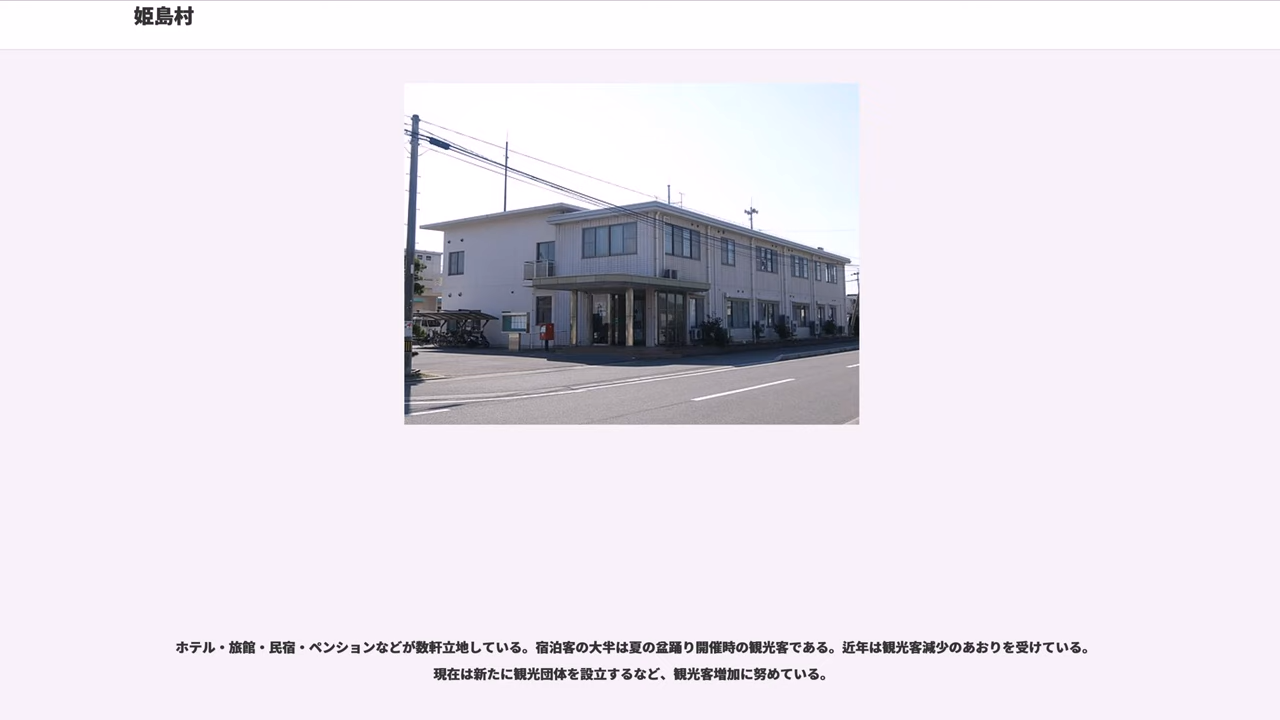 姫島村
ホテル・旅館・民宿・ペンションなどが数軒立地している。宿泊客の大半は夏の盆踊り開催時の観光客である。近年は観光客減少のあおりを受けている。
現在は新たに観光団体を設立するなど、観光客増加に努めている。